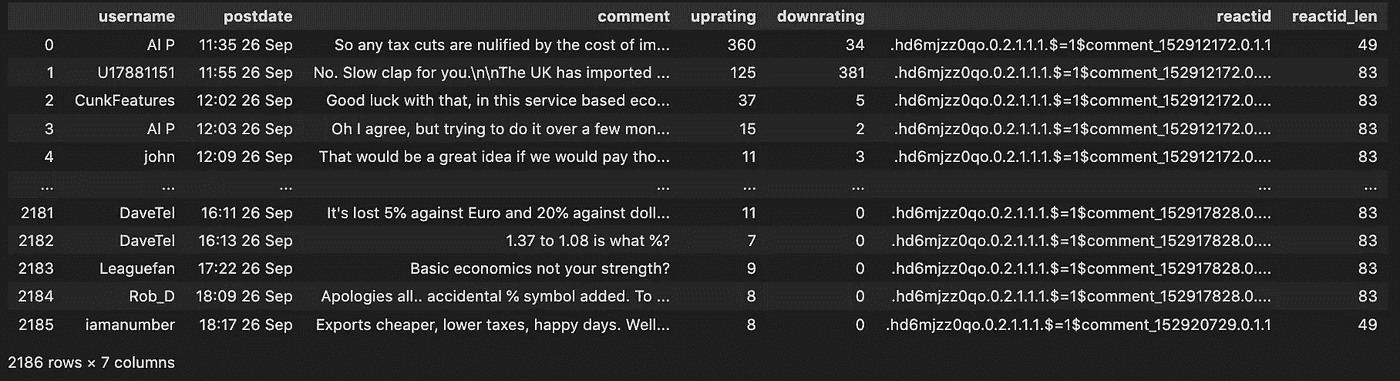 username postdate comment uprating downrating reactid reactid_len
0 Al P 11:35 26 Sep So any tax cuts are nulified by the cost of im... 360 34 .hd6mjzz0qo.0.2.1.1.1.$=1$comment_152912172.0.1.1 49
1 U17881151 11:55 26 Sep No. Slow clap for you.\n\nThe UK has imported ... 125 381 .hd6mjzz0qo.0.2.1.1.1.$=1$comment_152912172.0.... 83
2 CunkFeatures 12:02 26 Sep Good luck with that, in this service based eco... 37 5 .hd6mjzz0qo.0.2.1.1.1.$=1$comment_152912172.0.... 83
3 Al P 12:03 26 Sep Oh I agree, but trying to do it over a few mon... 15 2 .hd6mjzz0qo.0.2.1.1.1.$=1$comment_152912172.0.... 83
4 john 12:09 26 Sep That would be a great idea if we would pay tho... 11 3 .hd6mjzz0qo.0.2.1.1.1.$=1$comment_152912172.0.... 83
... ... ... ... ... ... ... ...
2181 DaveTel 16:11 26 Sep It's lost 5% against Euro and 20% against doll... 11 0 .hd6mjzz0qo.0.2.1.1.1.$=1$comment_152917828.0.... 83
2182 DaveTel 16:13 26 Sep 1.37 to 1.08 is what %? 7 0 .hd6mjzz0qo.0.2.1.1.1.$=1$comment_152917828.0.... 83
2183 Leaguefan 17:22 26 Sep Basic economics not your strength? 9 0 .hd6mjzz0qo.0.2.1.1.1.$=1$comment_152917828.0.... 83
2184 Rob_D 18:09 26 Sep Apologies all.. accidental % symbol added. To ... 8 0 .hd6mjzz0qo.0.2.1.1.1.$=1$comment_152917828.0.... 83
2185 iamanumber 18:17 26 Sep Exports cheaper, lower taxes, happy days. Well... 8 0 .hd6mjzz0qo.0.2.1.1.1.$=1$comment_152920729.0.1.1 49
2186 rows × 7 columns